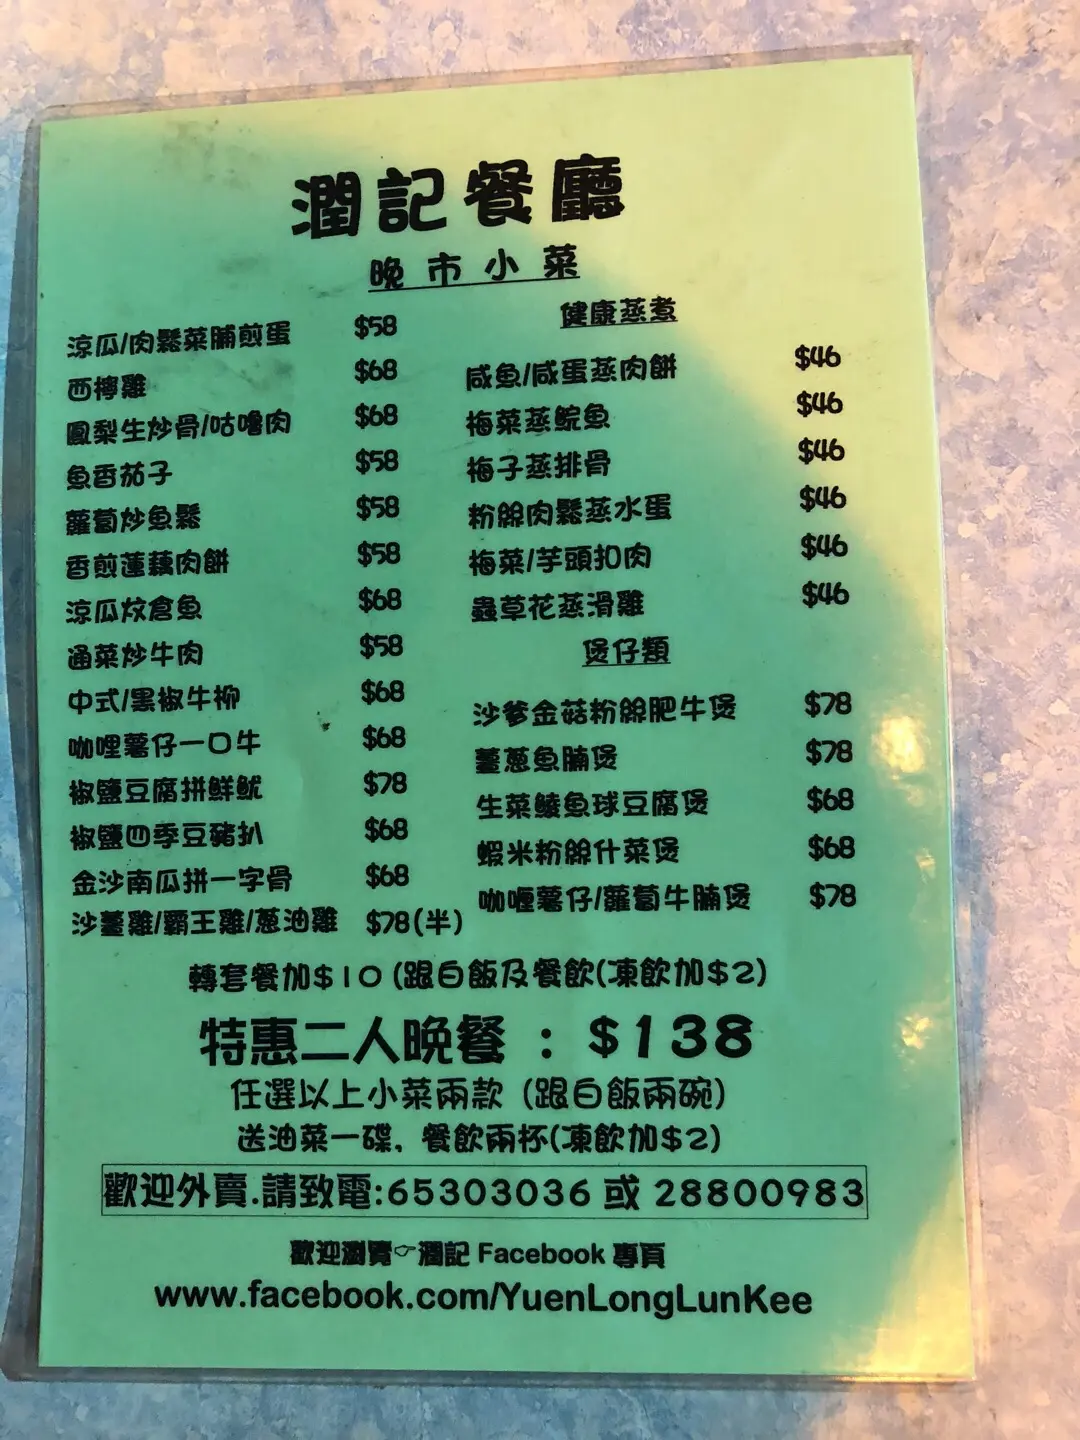 潤記餐廳
晚市小菜
涼瓜/肉鬆菜脯煎蛋 $58
西檸雞 $68
鳳梨生炒骨/咕嚕肉 $68
魚香茄子 $58
蘿蔔炒魚鬆 $58
香煎蓮藕肉餅 $58
涼瓜炆倉魚 $68
通菜炒牛肉 $58
中式/黑椒牛柳 $68
咖哩薯仔一口牛 $68
椒鹽豆腐拼鮮魷 $78
椒鹽四季豆豬扒 $68
金沙南瓜拼一字骨 $68
沙薑雞/霸王雞/蔥油雞 $78(半)
健康蒸煮
咸魚/咸蛋蒸肉餅 $46
梅菜蒸鯇魚 $46
梅子蒸排骨 $46
粉絲肉鬆蒸水蛋 $46
梅菜/芋頭扣肉 $46
蟲草花蒸滑雞 $46
煲仔類
沙爹金菇粉絲肥牛煲 $78
薑蔥魚腩煲 $78
生菜鯪魚球豆腐煲 $68
蝦米粉絲什菜煲 $68
咖喱薯仔/蘿蔔牛腩煲 $78
轉套餐加$10(跟白飯及餐飲(凍飲加$2)
特惠二人晚餐 : $138
任選以上小菜兩款 (跟白飯兩碗)
送油菜一碟, 餐飲兩杯(凍飲加$2)
歡迎外賣.請致電:65303036 或 28800983
歡迎瀏覽☞潤記 Facebook 專頁
www.facebook.com/YuenLongLunKee